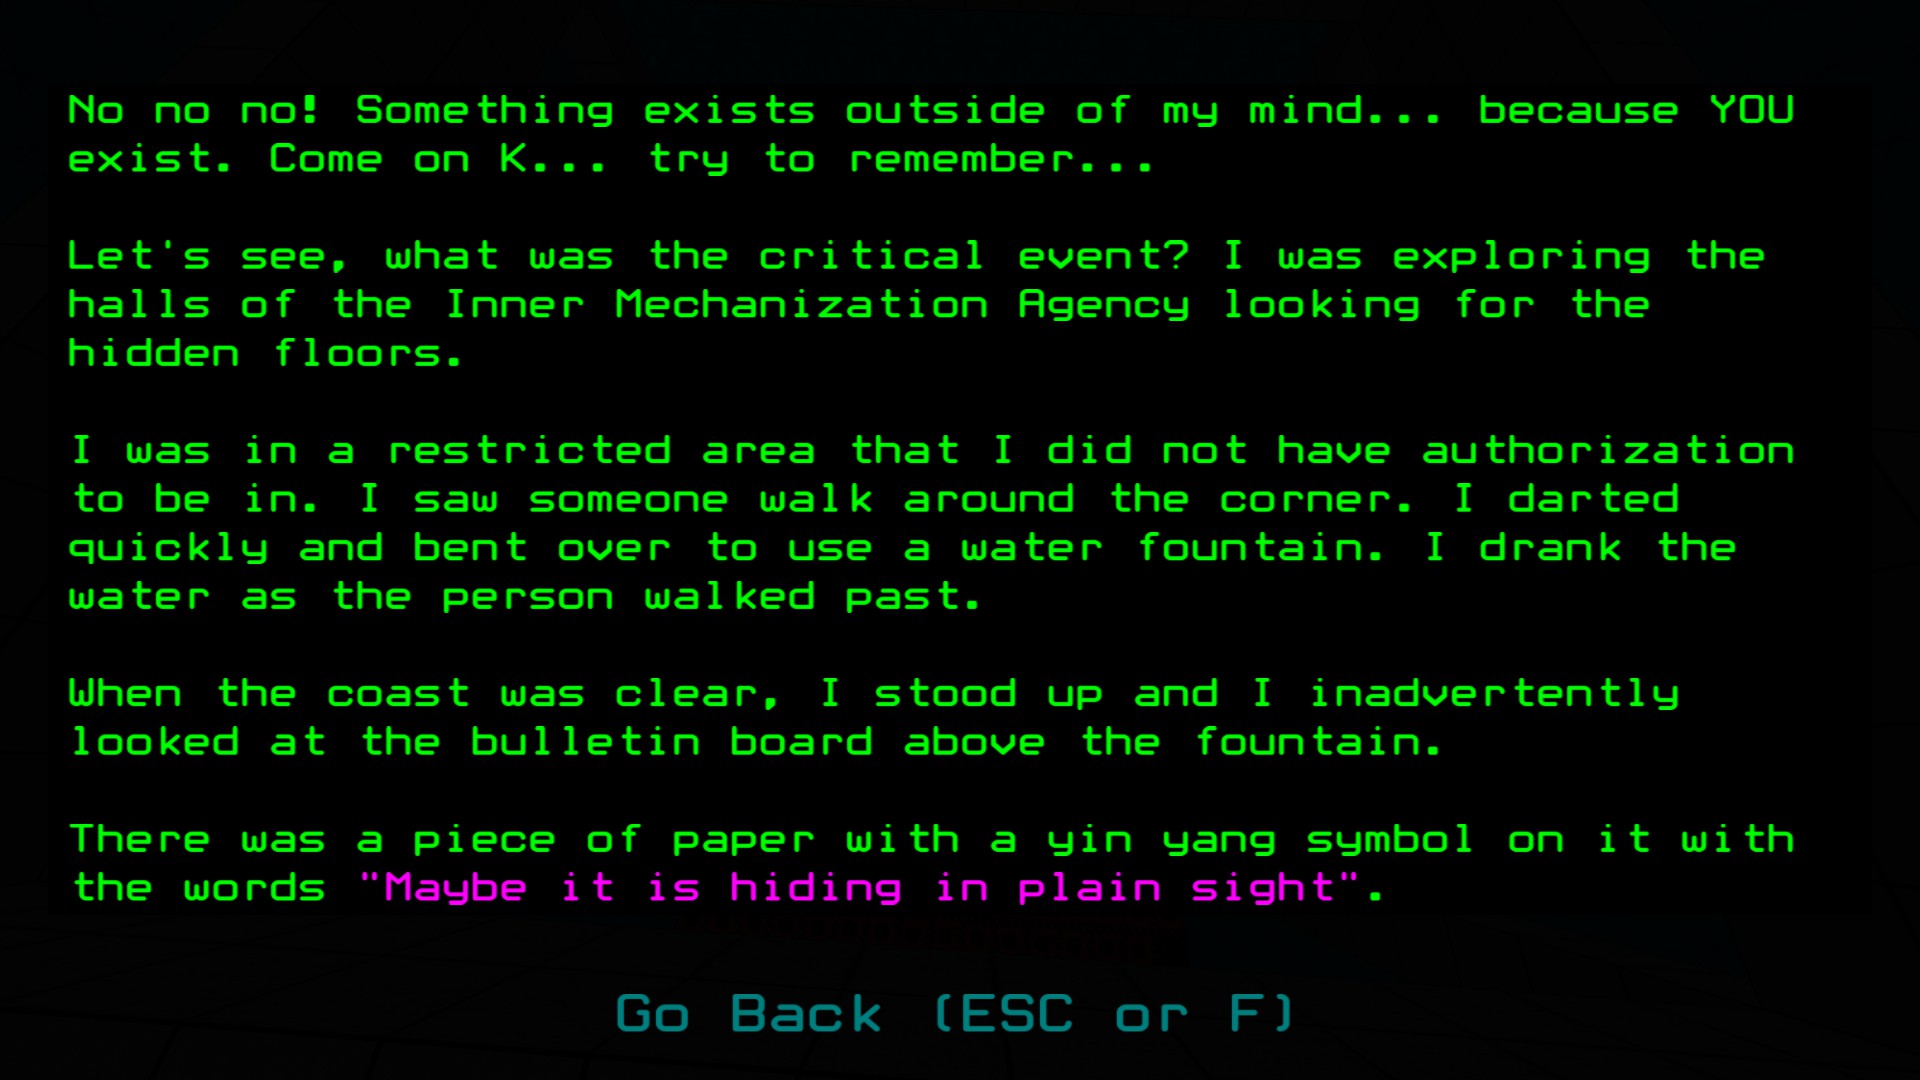 No no no! Something exists outside of my mind... because YOU
exist. Come on K... try to remember...
Let's see, what was the critical event? I was exploring the
halls of the Inner Mechanization Agency looking for the
hidden floors.
I was in a restricted area that I did not have authorization
to be in. I saw someone walk around the corner. I darted
quickly and bent over to use a water fountain. I drank the
water as the person walked past.
When the coast was clear, I stood up and I inadvertently
looked at the bulletin board above the fountain.
There was a piece of paper with a yin yang symbol on it with
the words "Maybe it is hiding in plain sight".
Go Back (ESC or F)